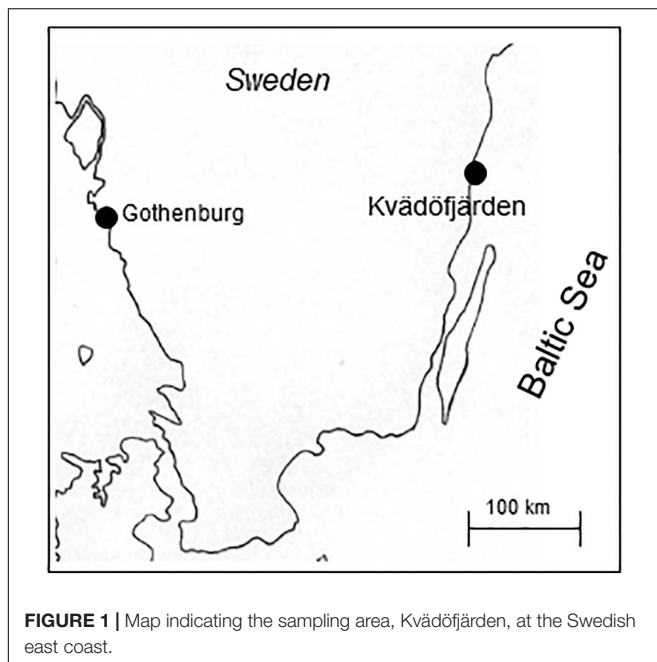 Sweden
Kvädöfjärden
Gothenburg
Baltic Sea
100 km
FIGURE 1 | Map indicating the sampling area, Kvädöfjärden, at the Swedish
east coast.